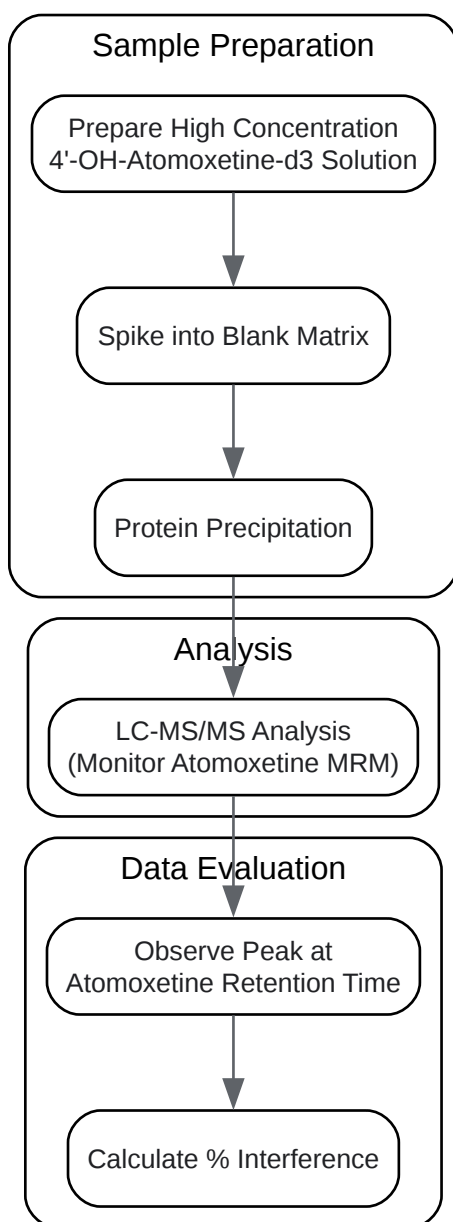 Sample Preparation
Prepare High Concentration
4'-OH-Atomoxetine-d3 Solution
Spike into Blank Matrix
Protein Precipitation
Analysis
LC-MS/MS Analysis
(Monitor Atomoxetine MRM)
Data Evaluation
Observe Peak at
Atomoxetine Retention Time
Calculate % Interference